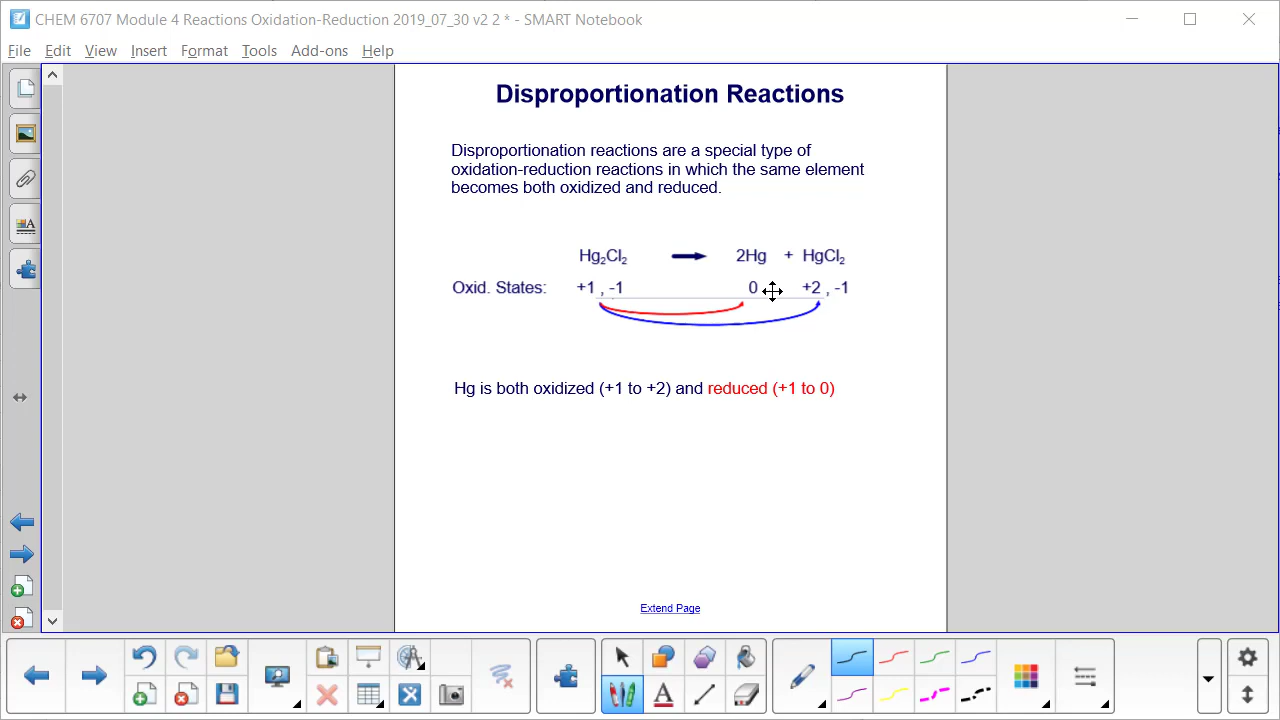 CHEM 6707 Module 4 Reactions Oxidation-Reduction 2019_07_30 v2 2 * - SMART Notebook
File Edit View Insert Format Tools Add-ons Help
Disproportionation Reactions
Disproportionation reactions are a special type of
oxidation-reduction reactions in which the same element
becomes both oxidized and reduced.
Hg₂Cl₂ → 2Hg + HgCl₂
Oxid. States: +1 , -1 0 +2 , -1
Hg is both oxidized (+1 to +2) and reduced (+1 to 0)
Extend Page